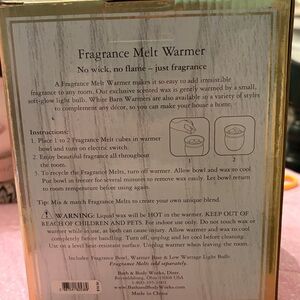 Fragrance Melt Warmer
No wick, no flame – just fragrance
A Fragrance Melt Warmer makes it so easy to add irresistible
fragrance to any room. Our exclusive scented wax is gently warmed by a small,
soft-glow light bulb. White Barn Warmers are also available in a variety of styles
to complement any décor, so you can make your house a home.
Instructions:
1. Place 1 to 2 Fragrance Melt cubes in warmer
bowl and turn on electric switch.
2. Enjoy beautiful fragrance all throughout
the room.
3. To recycle the Fragrance Melts, turn off warmer. Allow bowl and wax to cool.
Put bowl in freezer for several minutes to remove wax easily. Let bowl return
to room temperature before using again.
1
2
Tip: Mix & match Fragrance Melts to create your own unique blend.
WARNING: Liquid wax will be HOT in the warmer. KEEP OUT OF
REACH OF CHILDREN AND PETS. For use only. Do not touch wax or
warmer while in use, as both can cause injury. Allow warmer and wax to cool
completely before handling. Turn off, unplug and let cool before cleaning.
Use on a level heat-resistant surface. Unplug warmer when leaving the room.
Includes Fragrance Bowl, Warmer Base & Low Wattage Light Bulb.
Fragrance Melts sold separately.
Bath & Body Works, Distr.
Reynoldsburg, Ohio 43068 USA
1-800-395-1001
www.BathandBodyWorks.com
Made in China